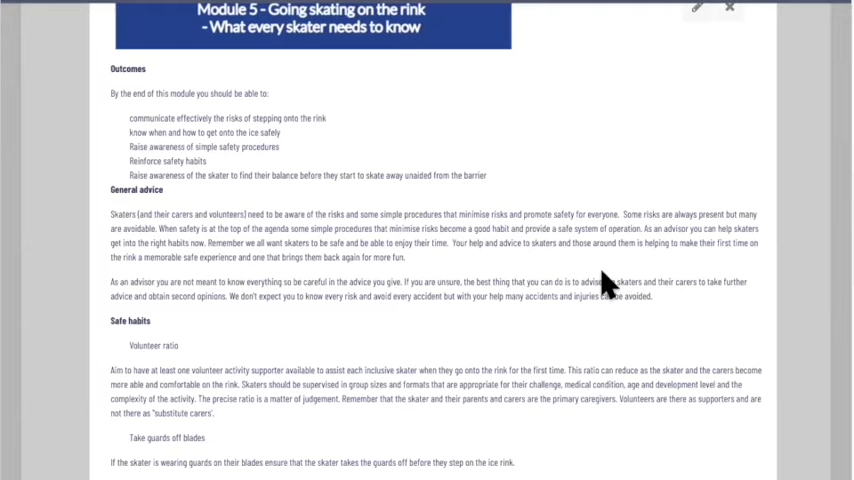 Module 5 - Going skating on the rink
- What every skater needs to know
Outcomes
By the end of this module you should be able to:
communicate effectively the risks of stepping onto the rink
know when and how to get onto the ice safely
Raise awareness of simple safety procedures
Reinforce safety habits
Raise awareness of the skater to find their balance before they start to skate away unaided from the barrier
General advice
Skaters (and their carers and volunteers) need to be aware of the risks and some simple procedures that minimise risks and promote safety for everyone. Some risks are always present but many
are avoidable. When safety is at the top of the agenda some simple procedures that minimise risks become a good habit and provide a safe system of operation. As an advisor you can help skaters
get into the right habits now. Remember we all want skaters to be safe and be able to enjoy their time. Your help and advice to skaters and those around them is helping to make their first time on
the rink a memorable safe experience and one that brings them back again for more fun.
As an advisor you are not meant to know everything so be careful in the advice you give. If you are unsure, the best thing that you can do is to advise skaters and their carers to take further
advice and obtain second opinions. We don't expect you to know every risk and avoid every accident but with your help many accidents and injuries can be avoided.
Safe habits
Volunteer ratio
Aim to have at least one volunteer activity supporter available to assist each inclusive skater when they go onto the rink for the first time. This ratio can reduce as the skater and the carers become
more able and comfortable on the rink. Skaters should be supervised in group sizes and formats that are appropriate for their challenge, medical condition, age and development level and the
complexity of the activity. The precise ratio is a matter of judgement. Remember that the skater and their parents and carers are the primary caregivers. Volunteers are there as supporters and are
not there as "substitute carers'.
Take guards off blades
If the skater is wearing guards on their blades ensure that the skater takes the guards off before they step on the ice rink.